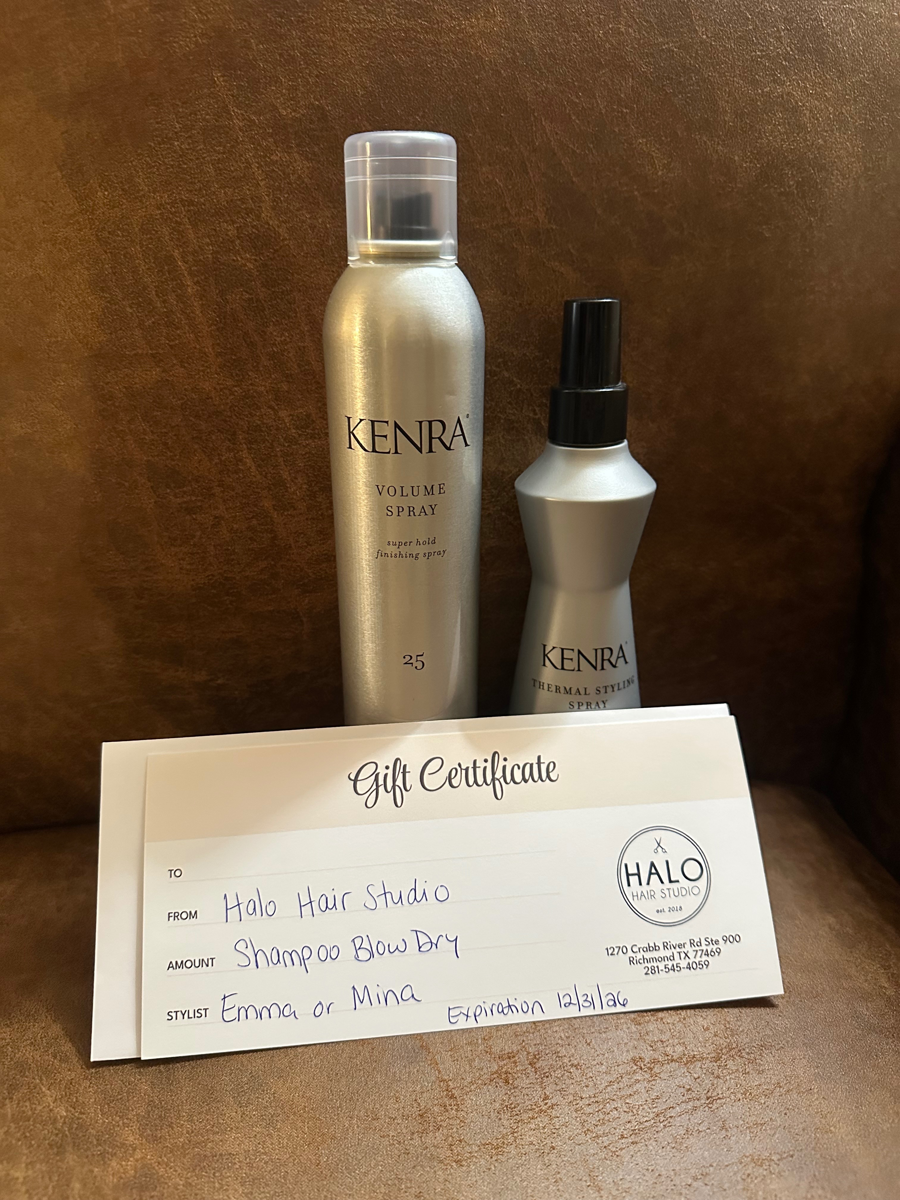 KENRA
VOLUME
SPRAY
super hold
finishing spray
25
KENRA
THERMAL STYLING
SPRAY
Gift Certificate
TO
FROM Halo Hair Studio
AMOUNT Shampoo Blow Dry
STYLIST Emma or Mina
Expiration 12/31/26
HALO
HAIR STUDIO
est. 2018
1270 Crabb River Rd Ste 900
Richmond TX 77469
281-545-4059